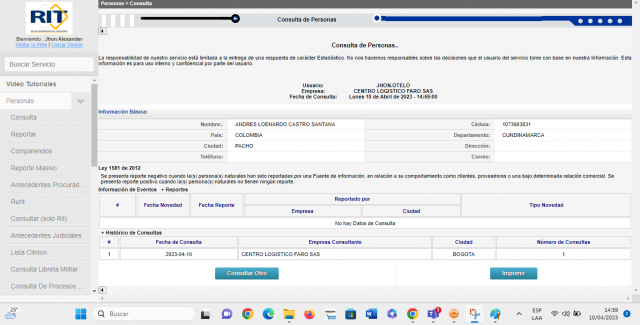 Personas > Consulta
RIT
Bienvenido , Jhon Alexander
Visitar la Web | Cerrar Sesión
Buscar Servicio
Video Tutoriales
Personas
Consulta
Reportar
Comparendos
Reporte Masivo
Antecedentes Procurad...
Runt
Consultar (solo Rit)
Antecedentes Judiciales
Lista Clinton
Consulta Libreta Militar
Consulta De Procesos ...
Consulta de Personas
Consulta de Personas..
La responsabilidad de nuestro servicio está limitada a la entrega de una respuesta de carácter Estadístico. No nos hacemos responsables sobre las decisiones que el usuario del servicio tome con base en nuestra Información. Esta
información es para uso interno y confidencial por parte del usuario.
Usuario: JHON.OTELO
Empresa: CENTRO LOGISTICO FARO SAS
Fecha de Consulta: Lunes 10 de Abril de 2023 - 14:59:00
Información Básica:
Nombre:. ANDRES LOENARDO CASTRO SANTANA Cédula: 1073603831
País: COLOMBIA Departamento: CUNDINAMARCA
Ciudad: PACHO Dirección:
Teléfono: Correo:
Ley 1581 de 2012
Se presenta reporte negativo cuando la(s) persona(s) naturales han sido reportadas por una Fuente de información, en relación a su comportamiento como clientes, proveedores o una bajo determinada relación comercial. Se
presenta reporte positivo cuando la(s) persona(s) naturales no tienen ningún reporte.
Información de Eventos + Reportes
# Fecha Novedad Fecha Reporte Reportado por Tipo Novedad
Empresa Ciudad
No hay Datos de Consulta
+ Histórico de Consultas
# Fecha de Consulta Empresa Consultante Ciudad Número de Consultas
1 2023-04-10 CENTRO LOGISTICO FARO SAS BOGOTA 1
Consultar Otro Imprimir
25°
Buscar
ESP
LAA
14:59
10/04/2023